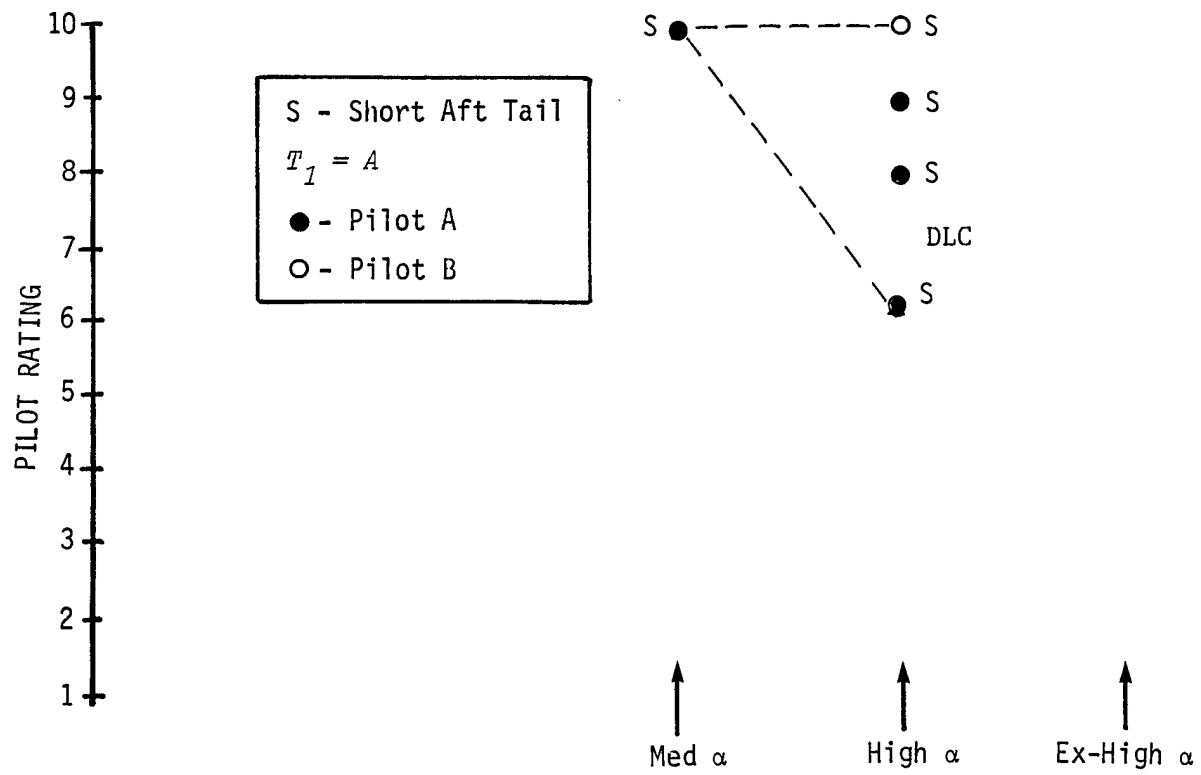 PILOT RATING
10
9
8
7
6
5
4
3
2
1
S - Short Aft Tail
T1 = A
● - Pilot A
○ - Pilot B
S
S
S
S
DLC
S
Med α
High α
Ex-High α